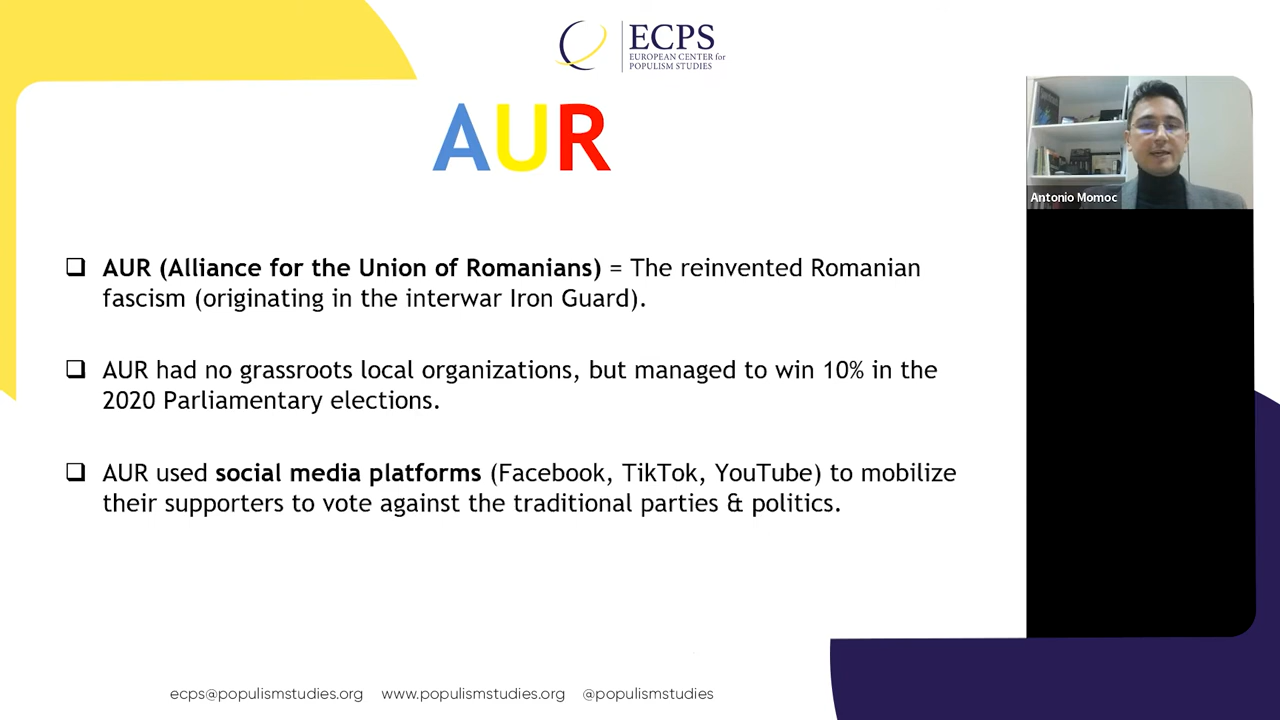 ECPS
EUROPEAN CENTER for
POPULISM STUDIES
AUR
Antonio Momoc
AUR (Alliance for the Union of Romanians) = The reinvented Romanian
fascism (originating in the interwar Iron Guard).
AUR had no grassroots local organizations, but managed to win 10% in the
2020 Parliamentary elections.
AUR used social media platforms (Facebook, TikTok, YouTube) to mobilize
their supporters to vote against the traditional parties & politics.
ecps@populismstudies.org www.populismstudies.org @populismstudies